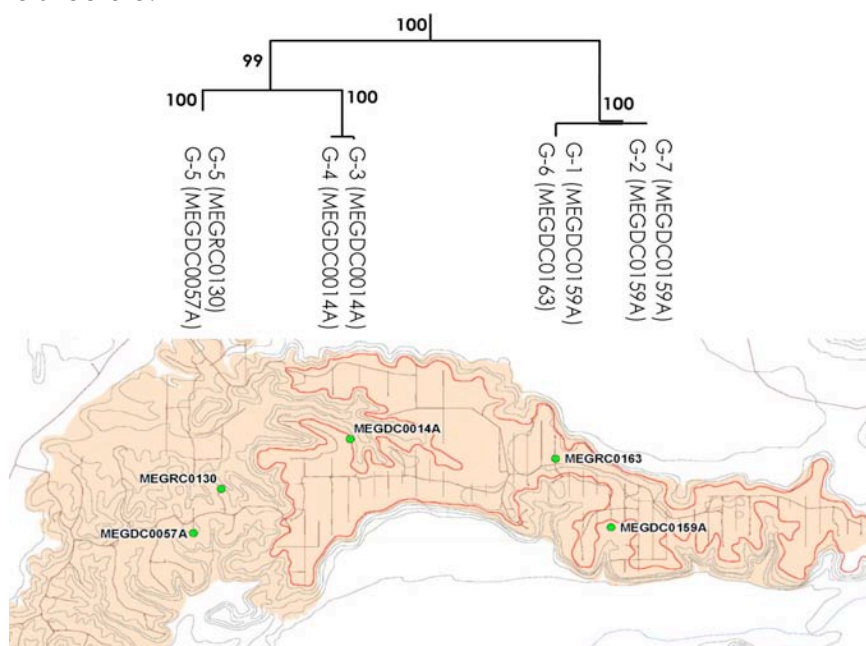 100
99
100
100
100
G-5 (MEGDC0057A)
G-5 (MEGRC0130)
G-4 (MEGDC0014A)
G-3 (MEGDC0014A)
G-6 (MEGDC0163)
G-1 (MEGDC0159A)
G-2 (MEGDC0159A)
G-7 (MEGDC0159A)
MEGDC0014A
MEGRC0163
MEGRC0130
MEGDC0159A
MEGDC0057A